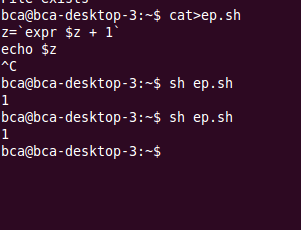 File exists
bca@bca-desktop-3:~$ cat>ep.sh
z=`expr $z + 1`
echo $z
^C
bca@bca-desktop-3:~$ sh ep.sh
1
bca@bca-desktop-3:~$ sh ep.sh
1
bca@bca-desktop-3:~$